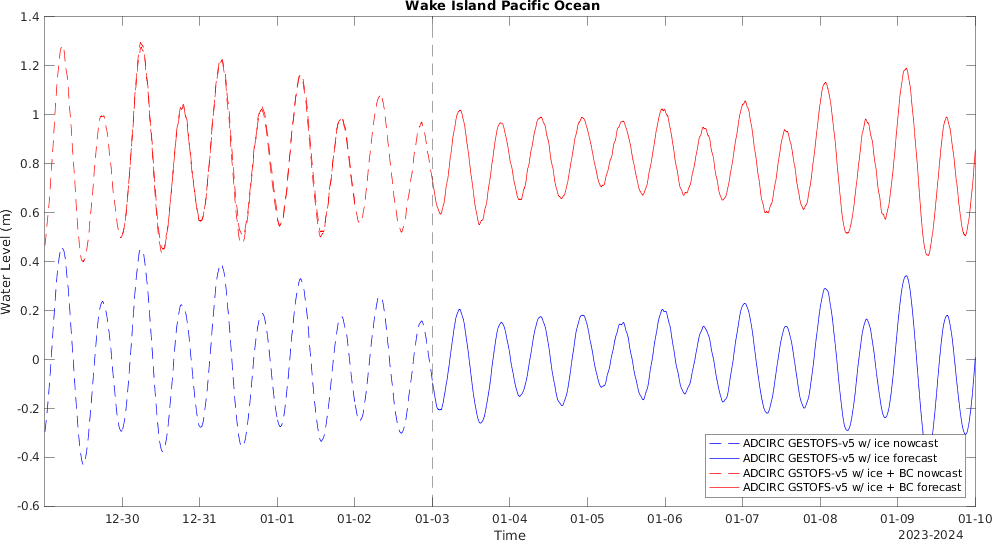 Wake Island Pacific Ocean
1.4
1.2
1
0.8
0.6
0.4
0.2
0
-0.2
-0.4
-0.6
Water Level (m)
ADCIRC GESTOFS-v5 w/ ice nowcast
ADCIRC GESTOFS-v5 w/ ice forecast
ADCIRC GSTOFS-v5 w/ ice + BC nowcast
ADCIRC GSTOFS-v5 w/ ice + BC forecast
12-30 12-31 01-01 01-02 01-03 01-04 01-05 01-06 01-07 01-08 01-09 01-10
Time
2023-2024